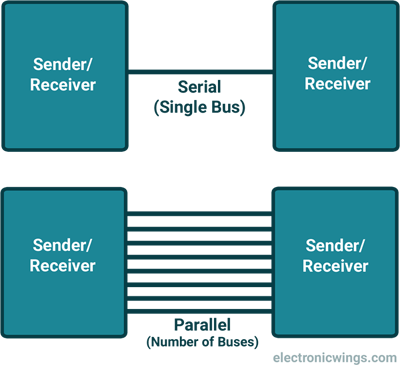 Sender/
Receiver
Serial
(Single Bus)
Sender/
Receiver
Sender/
Receiver
Parallel
(Number of Buses)
Sender/
Receiver
electronicwings.com